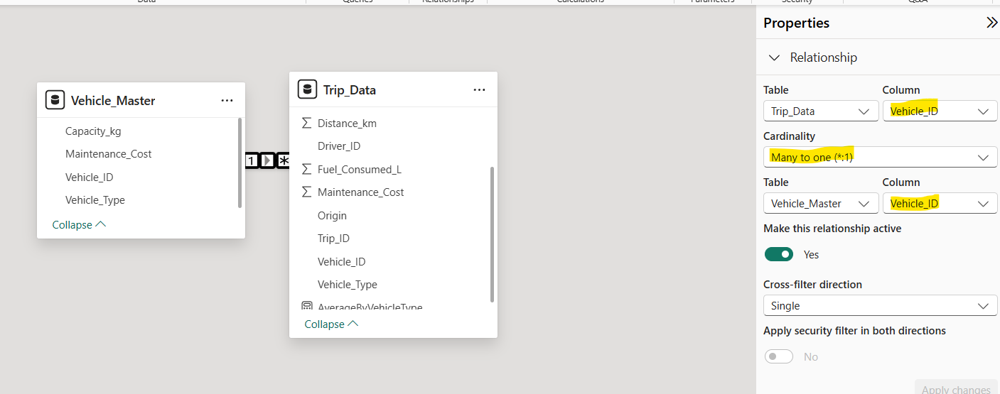 Data Queries Relationships Calculations Parameters Security Q&A
Properties
Relationship
Table Column
Trip_Data Vehicle_ID
Cardinality
Many to one (*:1)
Table Column
Vehicle_Master Vehicle_ID
Make this relationship active
Yes
Cross-filter direction
Single
Apply security filter in both directions
No
Apply changes
Vehicle_Master
Capacity_kg
Maintenance_Cost
Vehicle_ID
Vehicle_Type
Collapse
1 *
Trip_Data
Distance_km
Driver_ID
Fuel_Consumed_L
Maintenance_Cost
Origin
Trip_ID
Vehicle_ID
Vehicle_Type
AverageByVehicleType
Collapse